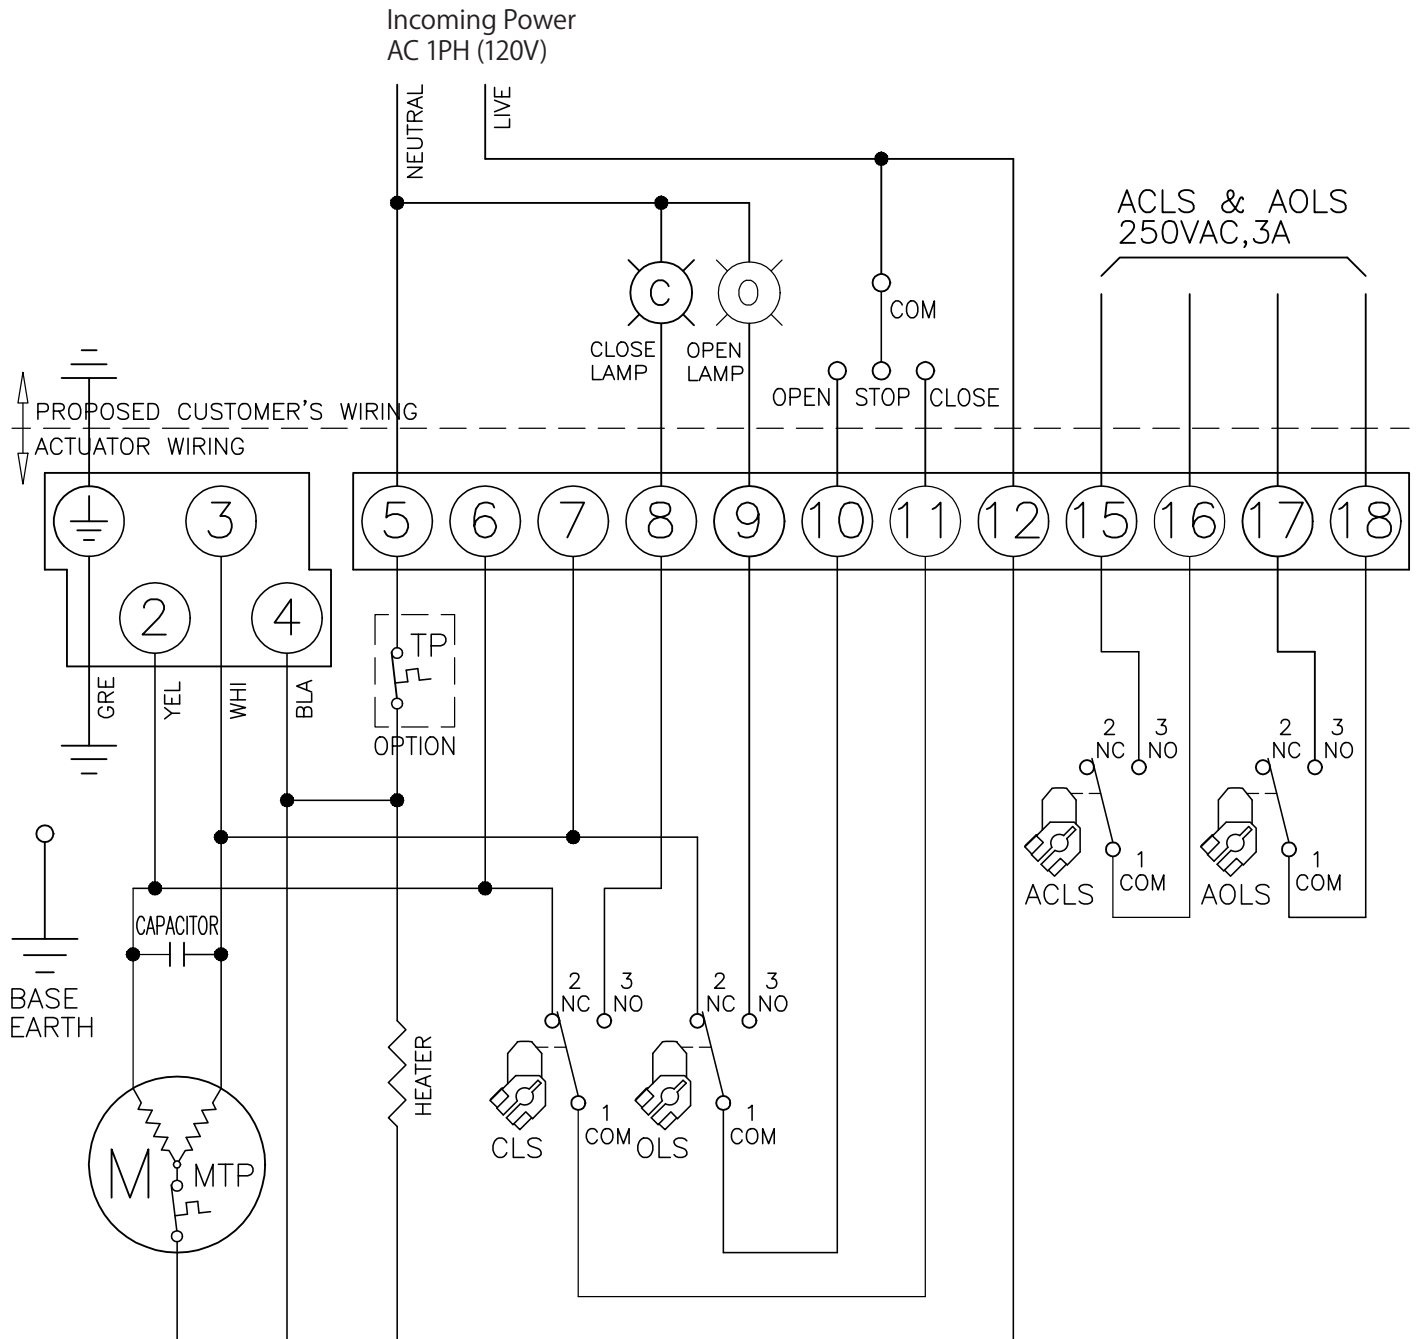 Incoming Power
AC 1PH (120V)
NEUTRAL
LIVE
ACLS & AOLS
250VAC,3A
C
O
COM
CLOSE
LAMP
OPEN
LAMP
OPEN
STOP
CLOSE
PROPOSED CUSTOMER'S WIRING
ACTUATOR WIRING
3
5
6
7
8
9
10
11
12
15
16
17
18
2
4
TP
GRE
YEL
WHI
BLA
OPTION
2
NC
3
NO
2
NC
3
NO
1
COM
ACLS
1
COM
AOLS
CAPACITOR
BASE
EARTH
2
NC
3
NO
2
NC
3
NO
HEATER
1
COM
CLS
1
COM
OLS
M
MTP